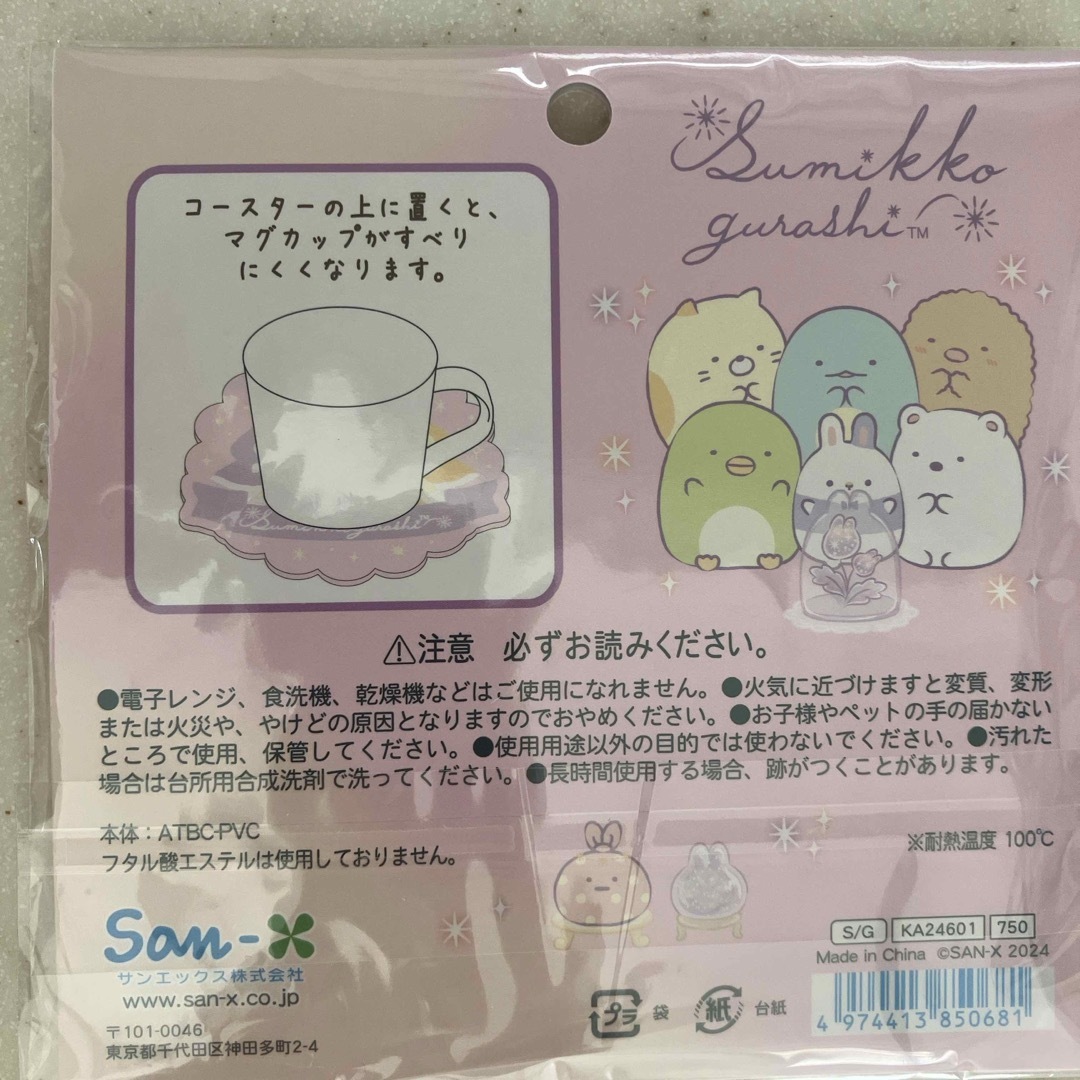 Sumikko
gurashi™
コースターの上に置くと、
マグカップがすべり
にくくなります。
Sumikko gurashi
⚠注意 必ずお読みください。
●電子レンジ、食洗機、乾燥機などはご使用になれません。●火気に近づけますと変質、変形
または火災や、やけどの原因となりますのでおやめください。●お子様やペットの手の届かない
ところで使用、保管してください。●使用用途以外の目的では使わないでください。●汚れた
場合は台所用合成洗剤で洗ってください。●長時間使用する場合、跡がつくことがあります。
本体：ATBC-PVC
フタル酸エステルは使用しておりません。
※耐熱温度 100℃
San-X
サンエックス株式会社
www.san-x.co.jp
〒101-0046
東京都千代田区神田多町2-4
S/G KA24601 750
Made in China ©SAN-X 2024
プラ 袋 紙 台紙
4 974413 850681